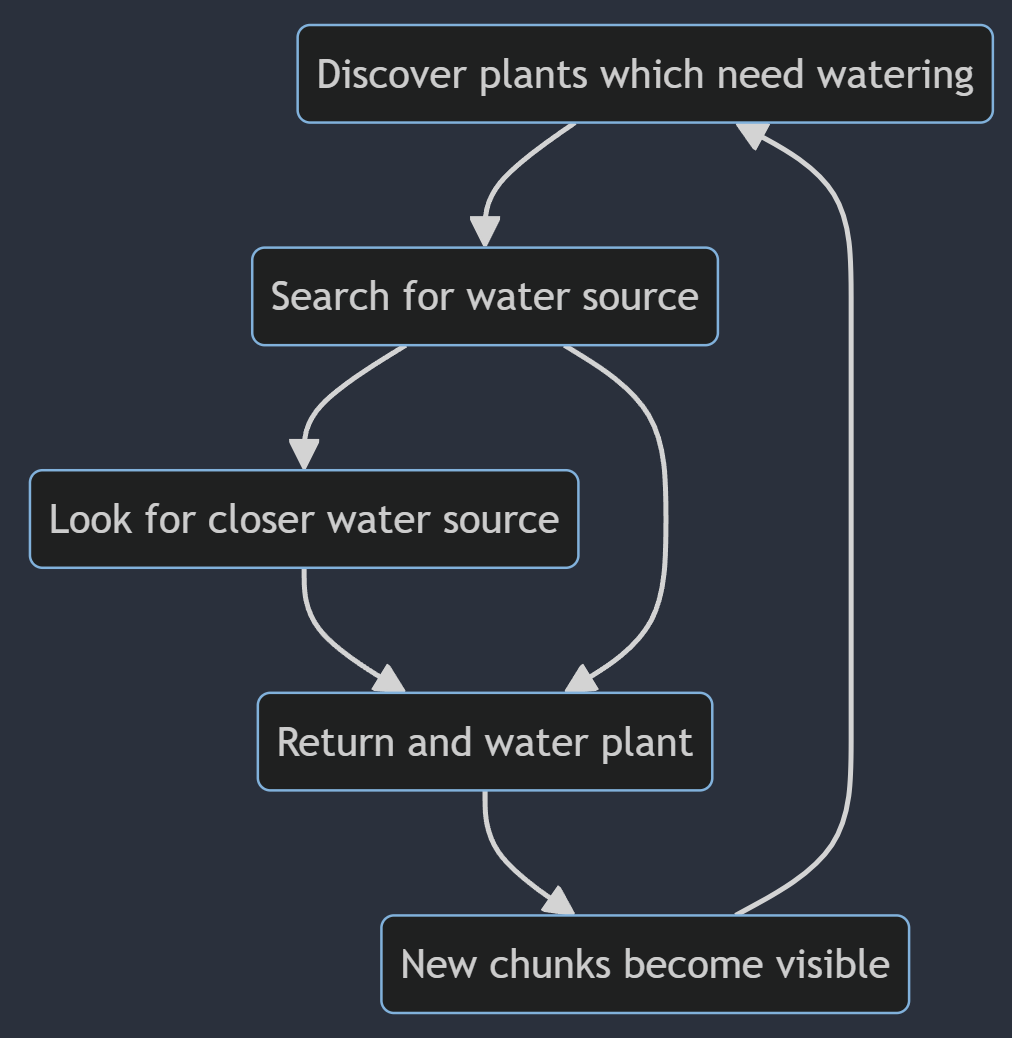 Discover plants which need watering
Search for water source
Look for closer water source
Return and water plant
New chunks become visible